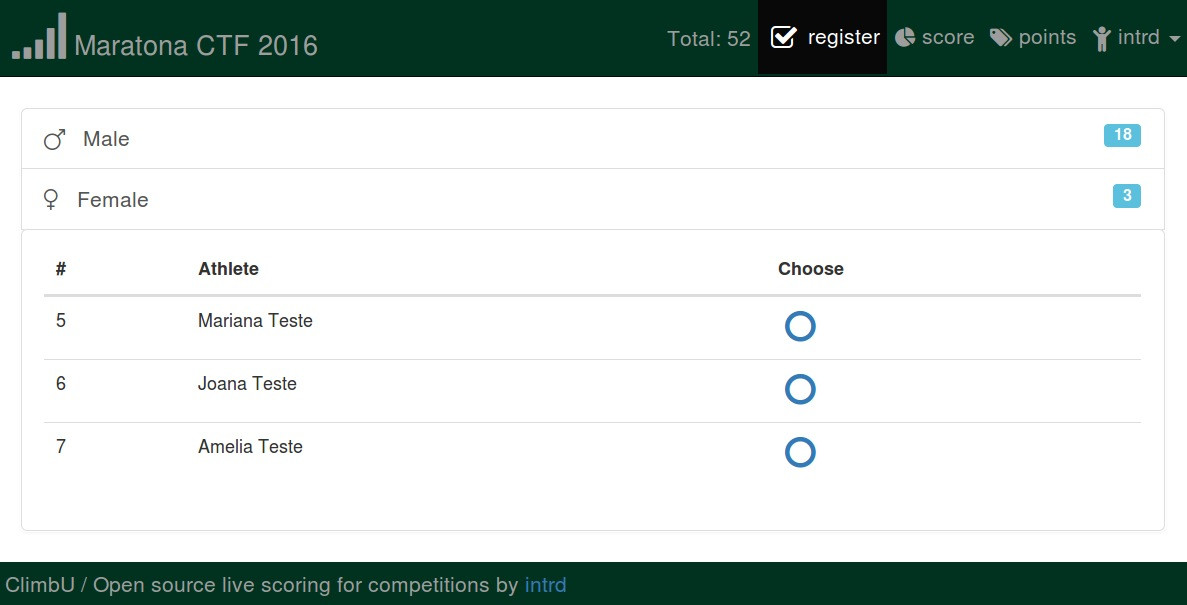 Maratona CTF 2016 Total: 52 register score points intrd
Male 18
Female 3
# Athlete Choose
5 Mariana Teste
6 Joana Teste
7 Amelia Teste
ClimbU / Open source live scoring for competitions by intrd